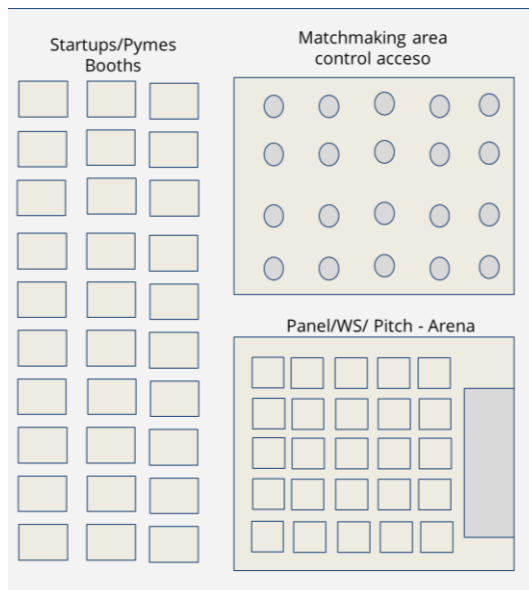 Startups/Pymes
Booths
Matchmaking area
control acceso
Panel/WS/ Pitch - Arena